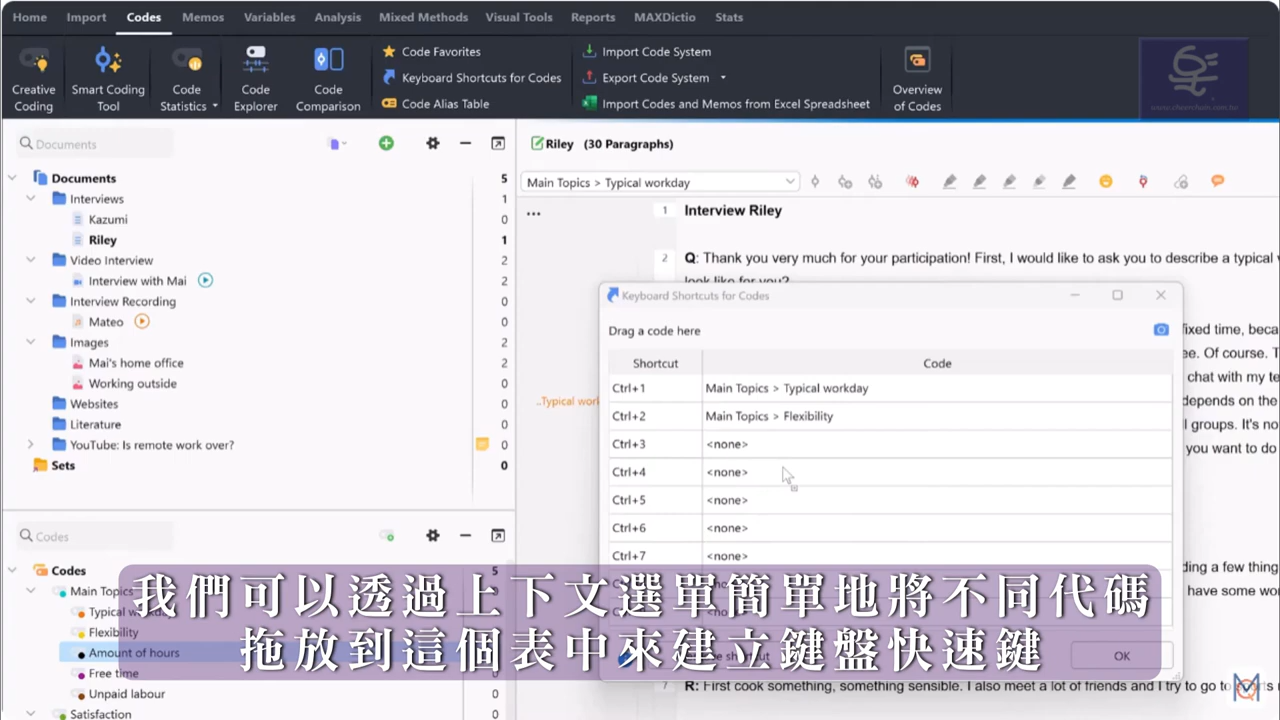 Home Import Codes Memos Variables Analysis Mixed Methods Visual Tools Reports MAXDictio Stats
Creative Coding
Smart Coding Tool
Code Statistics
Code Explorer
Code Comparison
Code Favorites
Keyboard Shortcuts for Codes
Code Alias Table
Import Code System
Export Code System
Import Codes and Memos from Excel Spreadsheet
Overview of Codes
Documents
Documents 5
Interviews 1
Kazumi 0
Riley 1
Video Interview 2
Interview with Mai 2
Interview Recording 0
Mateo 0
Images 2
Mai's home office 2
Working outside 0
Websites 0
Literature 0
YouTube: Is remote work over? 0
Sets 0
Codes
Codes 5
Main Topics
Flexibility
Amount of hours
Free time
Unpaid labour 0
Satisfaction 0
Riley (30 Paragraphs)
Main Topics > Typical workday
1 Interview Riley
2 Q: Thank you very much for your participation! First, I would like to ask you to describe a typical
look like for you?
Keyboard Shortcuts for Codes
Drag a code here
Shortcut Code
Ctrl+1 Main Topics > Typical workday
Ctrl+2 Main Topics > Flexibility
Ctrl+3 <none>
Ctrl+4 <none>
Ctrl+5 <none>
Ctrl+6 <none>
Ctrl+7 <none>
OK
..Typical work
fixed time, beca
ee. Of course. T
chat with my te
depends on the
l groups. It's no
you want to do
ding a few thing
have some wor
7 R: First cook something, something sensible. I also meet a lot of friends and I try to go to
我們可以透過上下文選單簡單地將不同代碼
拖放到這個表中來建立鍵盤快速鍵